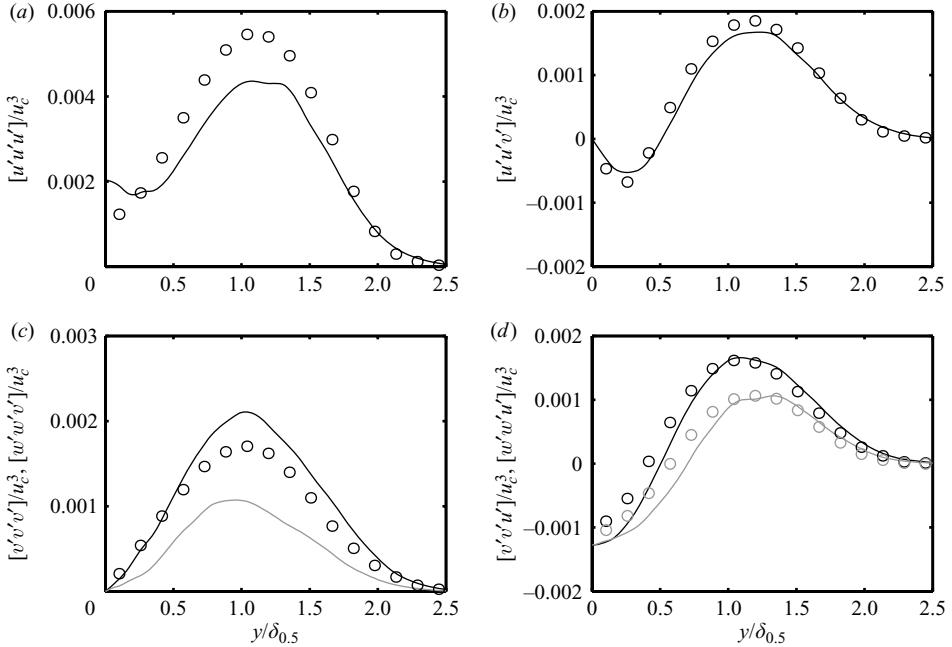 (a)
0.006
0.004
0.002
[u′u′u′]/u_c^3
0 0.5 1.0 1.5 2.0 2.5
(b)
0.002
0.001
0
−0.001
−0.002
[u′u′v′]/u_c^3
0 0.5 1.0 1.5 2.0 2.5
(c)
0.003
0.002
0.001
[v′v′v′]/u_c^3, [w′w′v′]/u_c^3
0 0.5 1.0 1.5 2.0 2.5
y/δ_0.5
(d)
0.002
0.001
0
−0.001
−0.002
[v′v′u′]/u_c^3, [w′w′u′]/u_c^3
0 0.5 1.0 1.5 2.0 2.5
y/δ_0.5